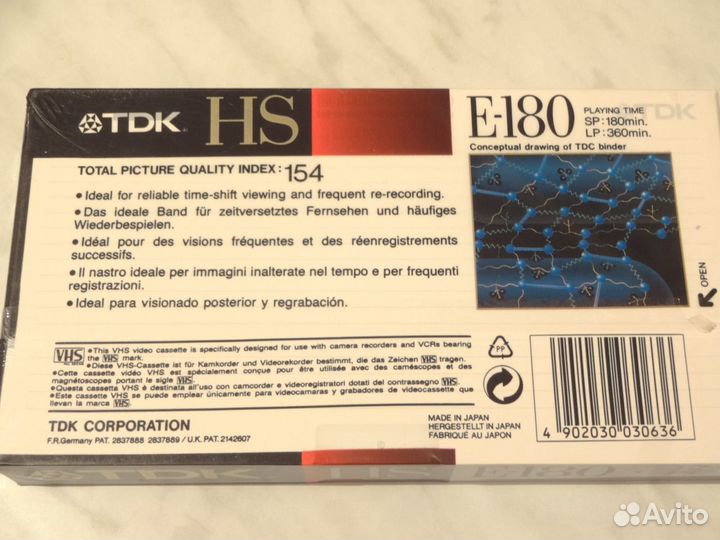 TDK HS E-180 PLAYING TIME
SP: 180min.
LP: 360min.
TDK
Conceptual drawing of TDC binder
TOTAL PICTURE QUALITY INDEX: 154
• Ideal for reliable time-shift viewing and frequent re-recording.
• Das ideale Band für zeitversetztes Fernsehen und häufiges
Wiederbespielen.
• Idéal pour des visions fréquentes et des réenregistrements
successifs.
• Il nastro ideale per immagini inalterate nel tempo e per frequenti
registrazioni.
• Ideal para visionado posterior y regrabación.
OPEN
VHS
• This VHS video cassette is specifically designed for use with camera recorders and VCRs bearing
the VHS mark.
• Diese VHS-Cassette ist für Kamkorder und Videorekorder bestimmt, die das Zeichen VHS tragen.
• Cette cassette vidéo VHS est spécialement conçue pour être utilisée avec des caméscopes et des
magnétoscopes portant le sigle VHS.
• Questa cassetta VHS è destinata all'uso con camcorder e videoregistratori dotati del contrassegno VHS.
• Este cassette VHS se puede emplear únicamente para videocamaras y grabadores de videocassette que
llevan la marca VHS.
TDK CORPORATION
F.R.Germany PAT. 2837888 2837889 / U.K. PAT. 2142607
PP
MADE IN JAPAN
HERGESTELLT IN JAPAN
FABRIQUÉ AU JAPON
4 902030 030636
TDK HS E-180
Avito